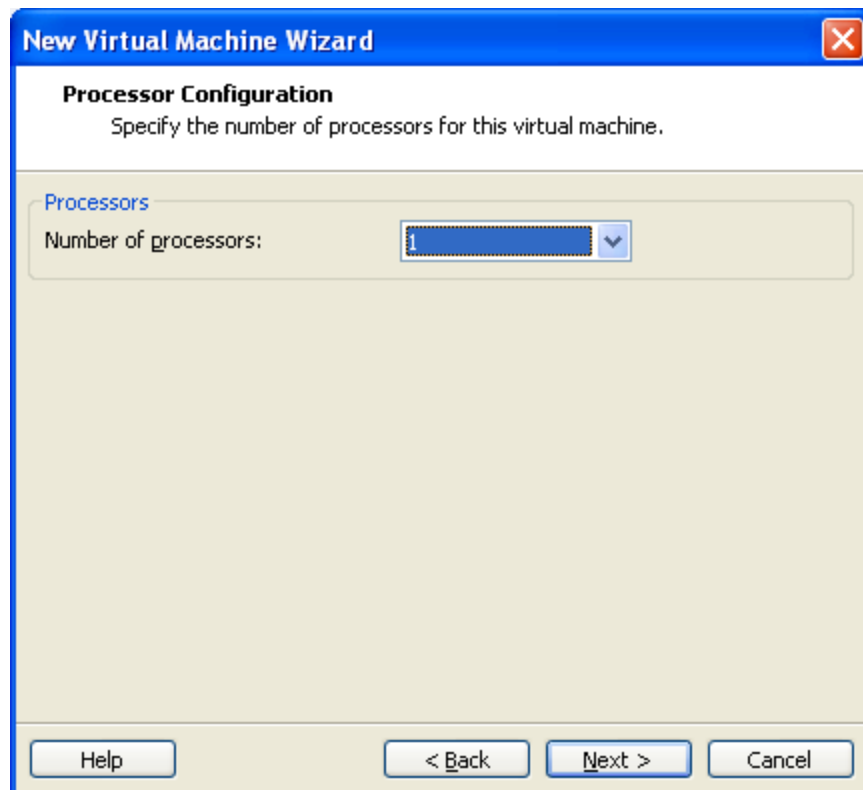 New Virtual Machine Wizard
Processor Configuration
Specify the number of processors for this virtual machine.
Processors
Number of processors:
1
Help
< Back
Next >
Cancel